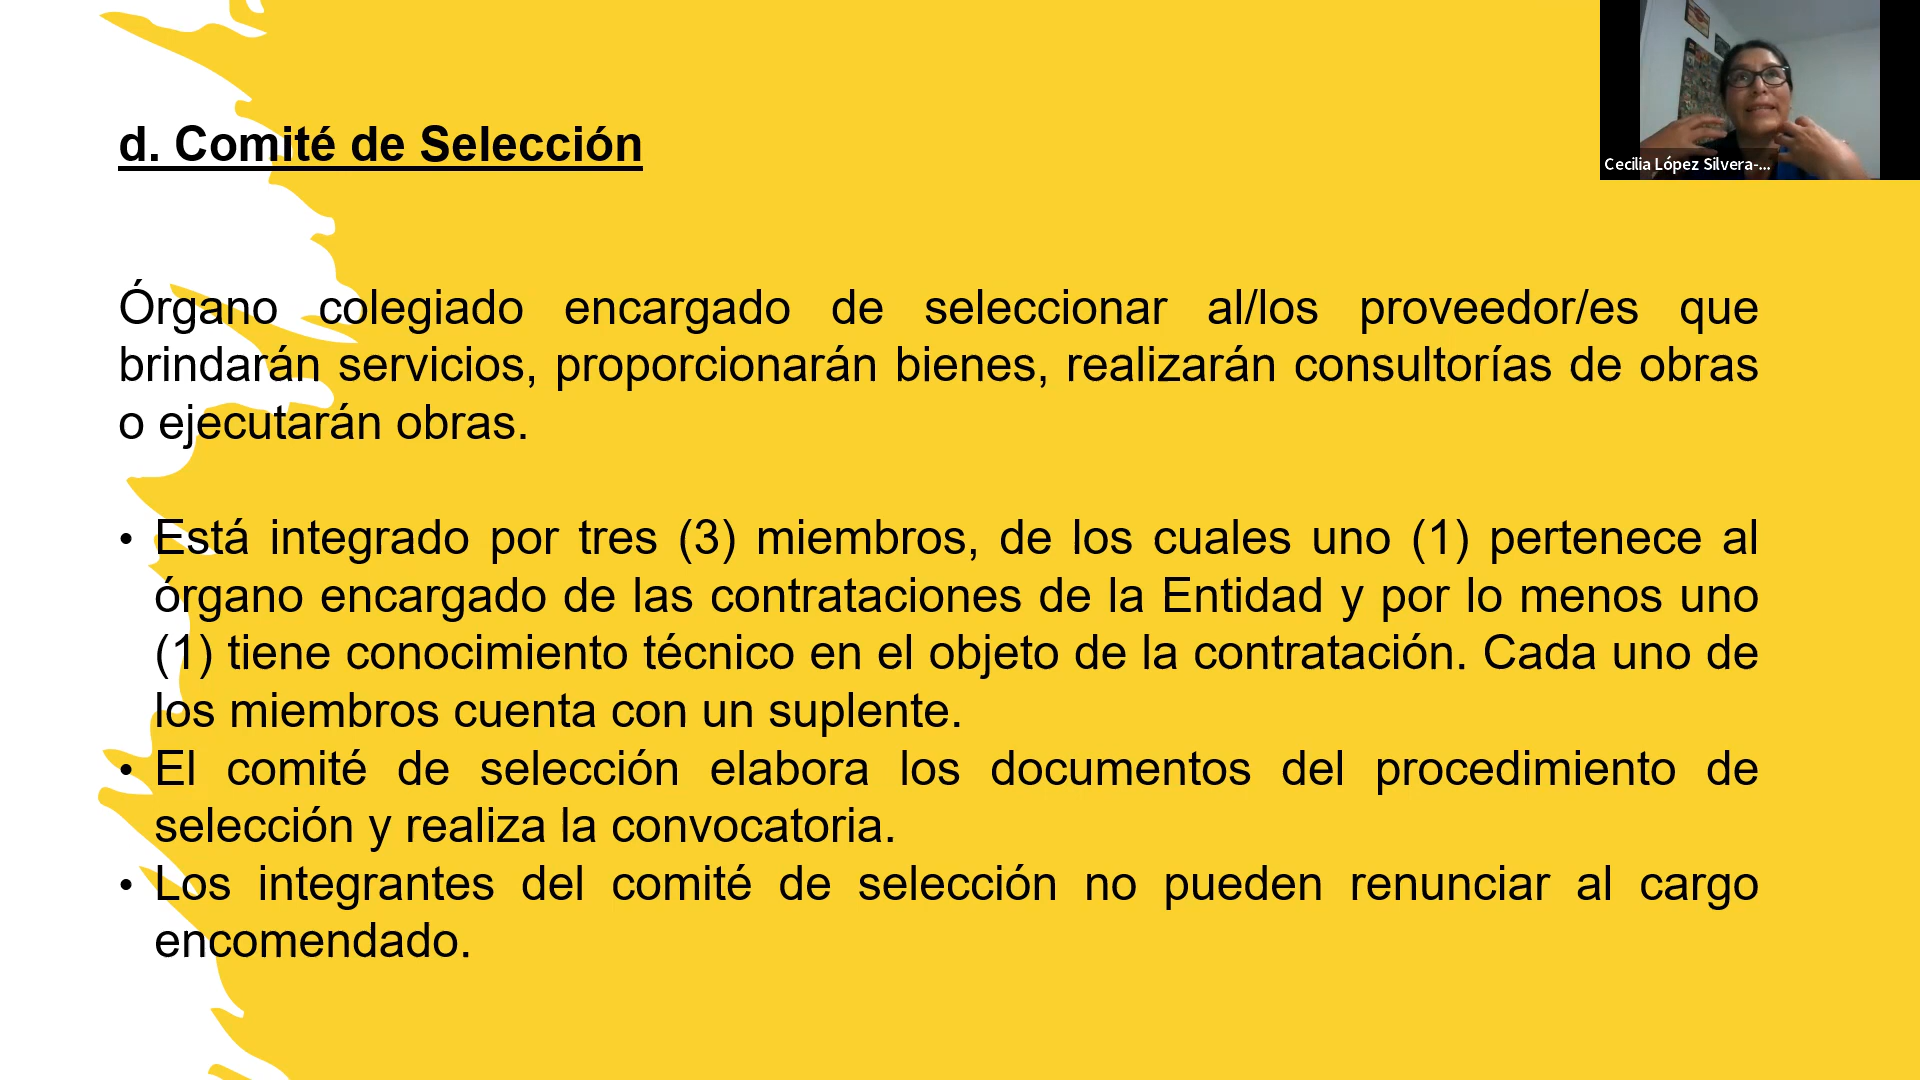 d. Comité de Selección
Cecilia López Silvera-...
Órgano colegiado encargado de seleccionar al/los proveedor/es que
brindarán servicios, proporcionarán bienes, realizarán consultorías de obras
o ejecutarán obras.
• Está integrado por tres (3) miembros, de los cuales uno (1) pertenece al
órgano encargado de las contrataciones de la Entidad y por lo menos uno
(1) tiene conocimiento técnico en el objeto de la contratación. Cada uno de
los miembros cuenta con un suplente.
• El comité de selección elabora los documentos del procedimiento de
selección y realiza la convocatoria.
• Los integrantes del comité de selección no pueden renunciar al cargo
encomendado.